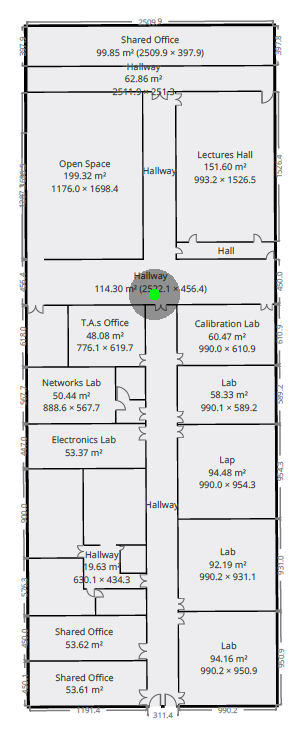 2509.9
Shared Office
99.85 m² (2509.9 × 397.9)
397.9
397.8
Hallway
62.86 m²
2511.9 × 251.3
Open Space
199.32 m²
1176.0 × 1698.4
Hallway
Lectures Hall
151.60 m²
993.2 × 1526.5
1526.4
Hall
Hallway
114.30 m² (2522.1 × 456.4)
456.4
450.0
T.A.s Office
48.08 m²
776.1 × 619.7
618.0
Calibration Lab
60.47 m²
990.0 × 610.9
610.9
Networks Lab
50.44 m²
888.6 × 567.7
567.7
Lab
58.33 m²
990.1 × 589.2
589.2
Electronics Lab
53.37 m²
447.0
Lap
94.48 m²
990.0 × 954.3
954.3
900.0
Hallway
Hallway
19.63 m²
630.1 × 434.3
576.3
Lab
92.19 m²
990.2 × 931.1
931.0
Shared Office
53.62 m²
450.0
Lab
94.16 m²
990.2 × 950.9
950.9
Shared Office
53.61 m²
450.1
1191.4
311.4
990.2